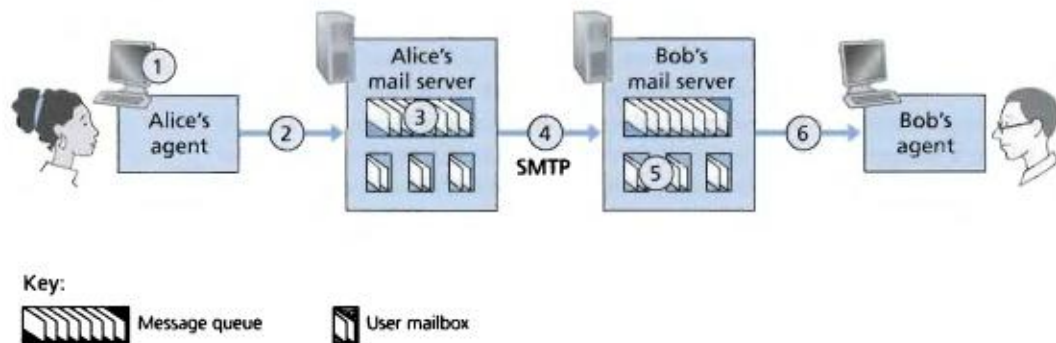 1
Alice's
agent
2
Alice's
mail server
3
4
SMTP
Bob's
mail server
5
6
Bob's
agent
Key:
Message queue
User mailbox